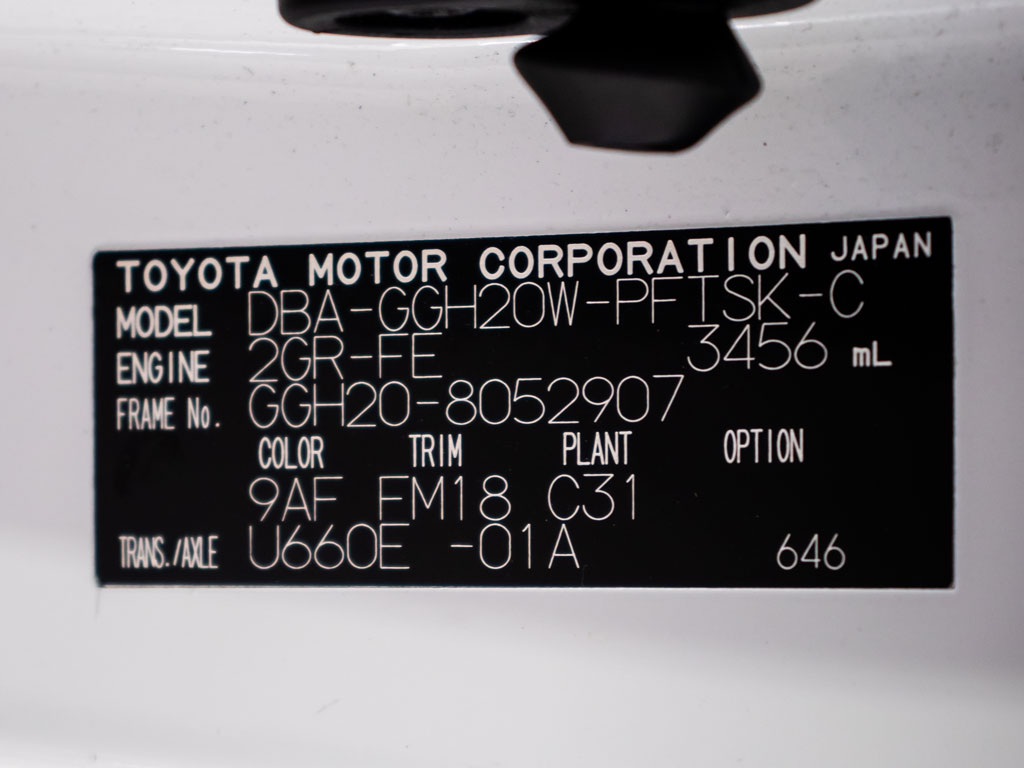 TOYOTA MOTOR CORPORATION JAPAN
MODEL DBA-GGH20W-PFTSK-C
ENGINE 2GR-FE 3456 mL
FRAME No. GGH20-8052907
COLOR TRIM PLANT OPTION
9AF FM18 C31
TRANS./AXLE U660E -01A 646